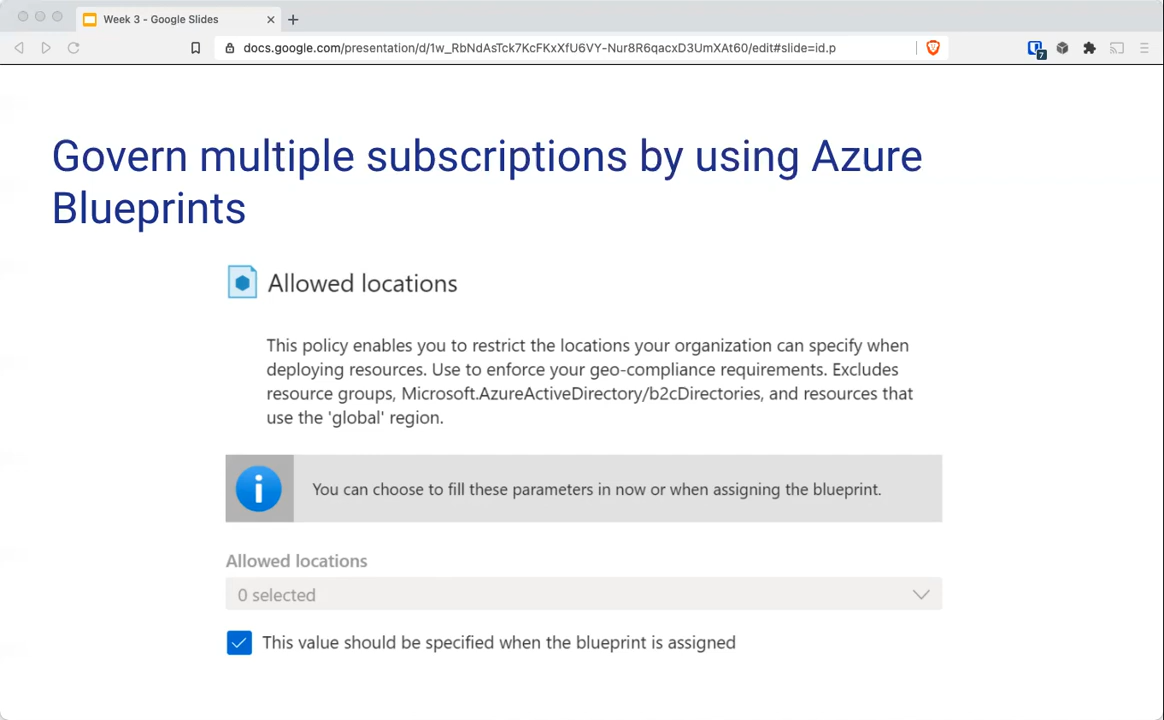 Week 3 - Google Slides
docs.google.com/presentation/d/1w_RbNdAsTck7KcFKxXfU6VY-Nur8R6qacxD3UmXAt60/edit#slide=id.p
7
Govern multiple subscriptions by using Azure
Blueprints
Allowed locations
This policy enables you to restrict the locations your organization can specify when
deploying resources. Use to enforce your geo-compliance requirements. Excludes
resource groups, Microsoft.AzureActiveDirectory/b2cDirectories, and resources that
use the 'global' region.
You can choose to fill these parameters in now or when assigning the blueprint.
Allowed locations
0 selected
This value should be specified when the blueprint is assigned